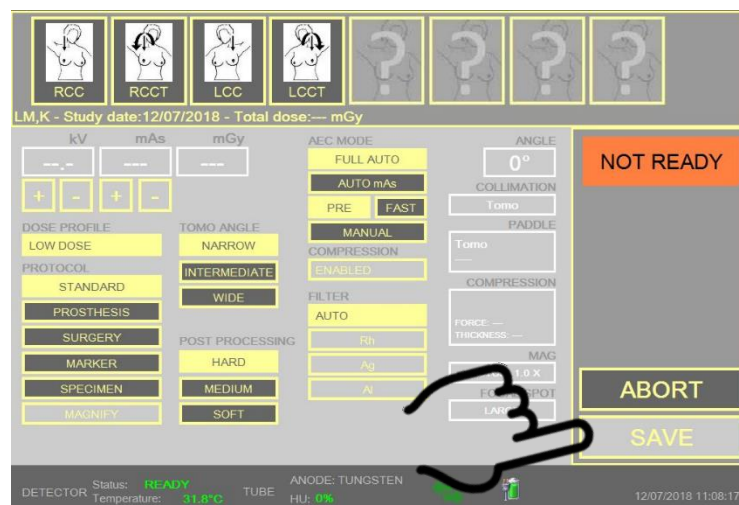 RCC RCCT LCC LCCT ? ? ? ?
LM,K - Study date:12/07/2018 - Total dose:--- mGy
kV mAs mGy
--.- --- ---
+ - + -
DOSE PROFILE
LOW DOSE
PROTOCOL
STANDARD
PROSTHESIS
SURGERY
MARKER
SPECIMEN
MAGNIFY
TOMO ANGLE
NARROW
INTERMEDIATE
WIDE
POST PROCESSING
HARD
MEDIUM
SOFT
AEC MODE
FULL AUTO
AUTO mAs
PRE FAST
MANUAL
COMPRESSION
ENABLED
FILTER
AUTO
Rh
Ag
Al
ANGLE
0°
COLLIMATION
Tomo
PADDLE
Tomo
---
COMPRESSION
FORCE: ---
THICKNESS: ---
MAG
1.0 X
NOT READY
ABORT
SAVE
DETECTOR Status: READY
Temperature: 31.8°C
TUBE ANODE: TUNGSTEN
HU: 0%
12/07/2018 11:08:17